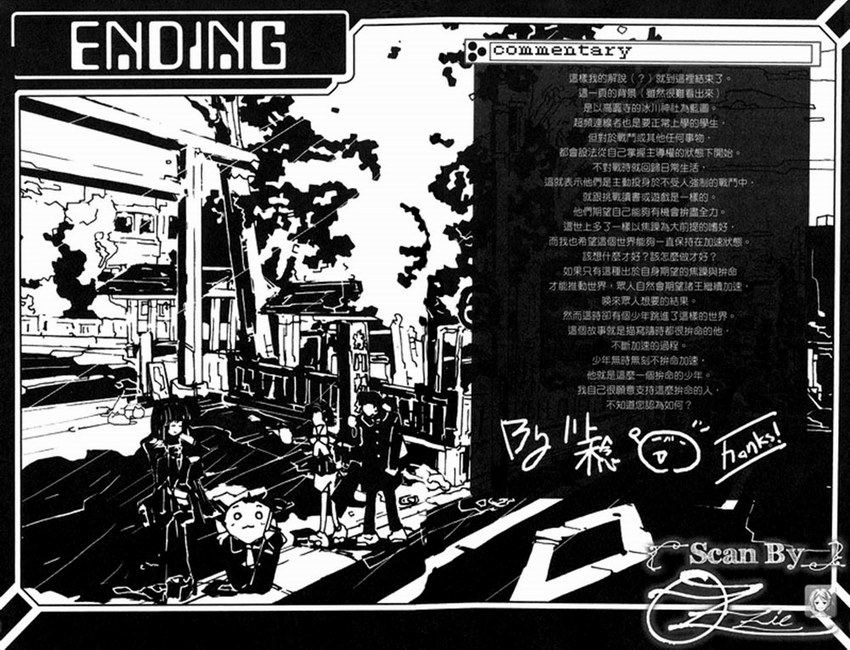 ENDING
commentary
這樣我的解說(？)就到這裡結束了。
這一頁的背景(雖然很難看出來)
是以高圓寺的冰川神社為藍圖。
超頻連線者也是要正常上學的學生，
但對於戰鬥或其他任何事物，
都會設法從自己掌握主導權的狀態下開始。
不對戰時就回歸日常生活，
這就表示他們是主動投身於不受人強制的戰鬥中，
就跟挑戰讀書或遊戲是一樣的。
他們期望自己能夠有機會拚盡全力。
這世上多了一樣以焦躁為大前提的嗜好，
而我也希望這個世界能夠一直保持在加速狀態。
該想什麼才好？該怎麼做才好？
如果只有這種出於自身期望的焦躁與拚命
才能推動世界，眾人自然會期望諸王繼續加速，
喚來眾人想要的結果。
然而這時卻有個少年跳進了這樣的世界。
這個故事就是描寫隨時都很拚命的他，
不斷加速的過程。
少年無時無刻不拚命加速，
他就是這麼一個拚命的少年。
我自己很願意支持這麼拚命的人，
不知道您認為如何？
By 川上稔
Thanks!
Scan By